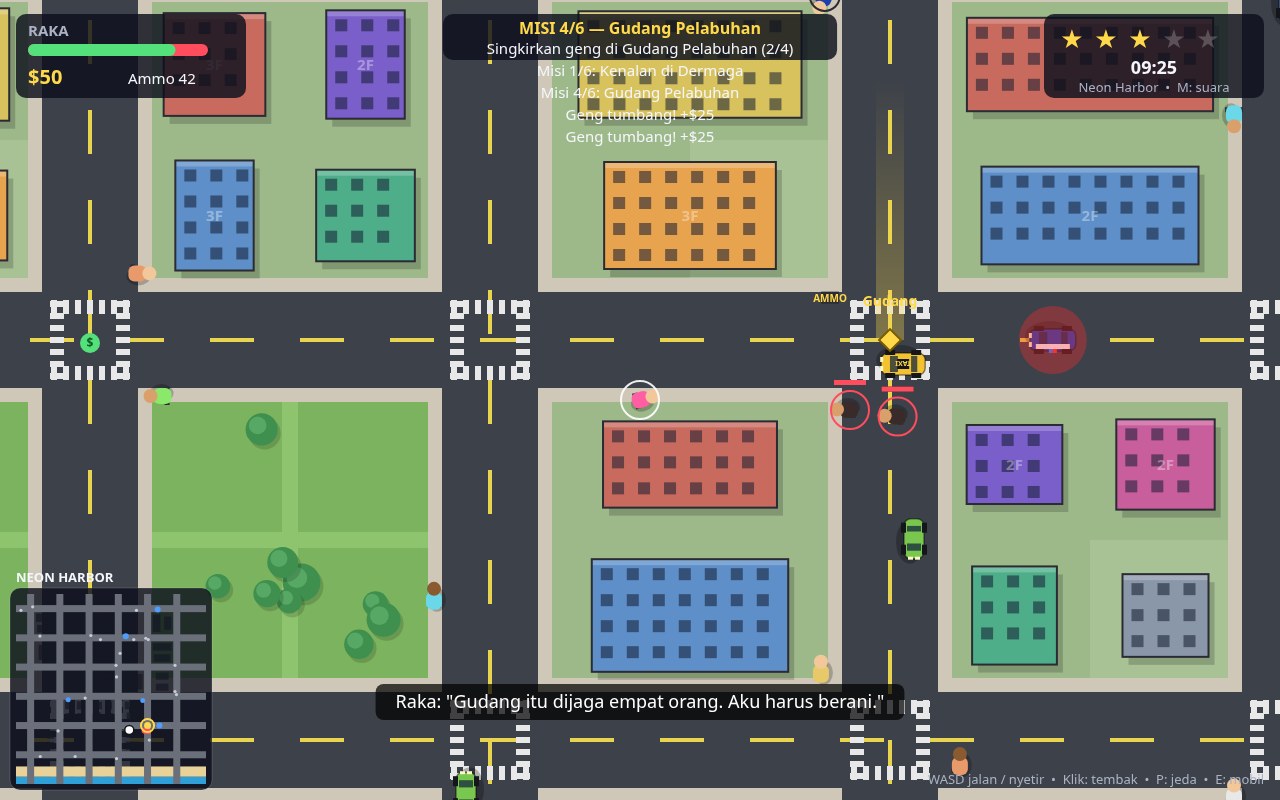 RAKA
$50
Ammo 42
3F
2F
MISI 4/6 — Gudang Pelabuhan
Singkirkan geng di Gudang Pelabuhan (2/4)
Misi 1/6: Kenalan di Dermaga
Misi 4/6: Gudang Pelabuhan
Geng tumbang! +$25
Geng tumbang! +$25
★ ★ ★ ★ ★
09:25
Neon Harbor • M: suara
3F
3F
2F
AMMO
Gudang
$
TAXI
2F
2F
NEON HARBOR
Raka: "Gudang itu dijaga empat orang. Aku harus berani."
WASD jalan / nyetir • Klik: tembak • P: jeda • E: mobil